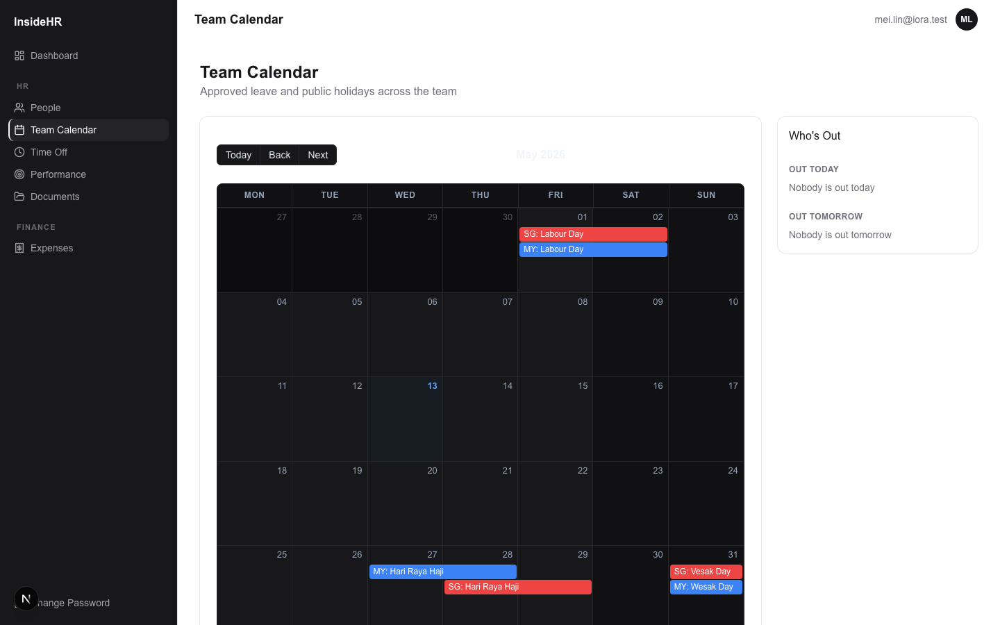 InsideHR
Dashboard
HR
People
Team Calendar
Time Off
Performance
Documents
FINANCE
Expenses
hange Password
Team Calendar
mei.lin@iora.test
ML
Team Calendar
Approved leave and public holidays across the team
Today Back Next
May 2026
MON TUE WED THU FRI SAT SUN
27 28 29 30 01 02 03
SG: Labour Day
MY: Labour Day
04 05 06 07 08 09 10
11 12 13 14 15 16 17
18 19 20 21 22 23 24
25 26 27 28 29 30 31
MY: Hari Raya Haji
SG: Vesak Day
SG: Hari Raya Haji
MY: Wesak Day
Who's Out
OUT TODAY
Nobody is out today
OUT TOMORROW
Nobody is out tomorrow
N